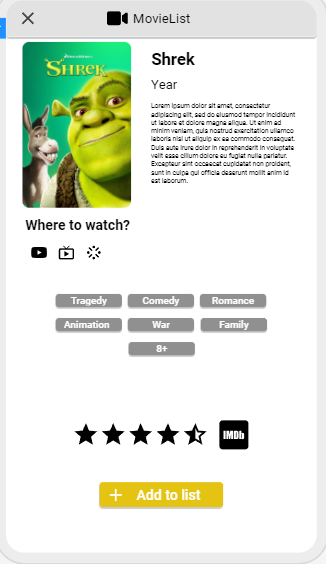 MovieList
SHREK
Shrek
Year
Lorem ipsum dolor sit amet, consectetur
adipiscing elit, sed do eiusmod tempor incididunt
ut labore et dolore magna aliqua. Ut enim ad
minim veniam, quis nostrud exercitation ullamco
laboris nisi ut aliquip ex ea commodo consequat.
Duis aute irure dolor in reprehenderit in voluptate
velit esse cillum dolore eu fugiat nulla pariatur.
Excepteur sint occaecat cupidatat non proident,
sunt in culpa qui officia deserunt mollit anim id
est laborum.
Where to watch?
Tragedy Comedy Romance
Animation War Family
8+
IMDb
+ Add to list